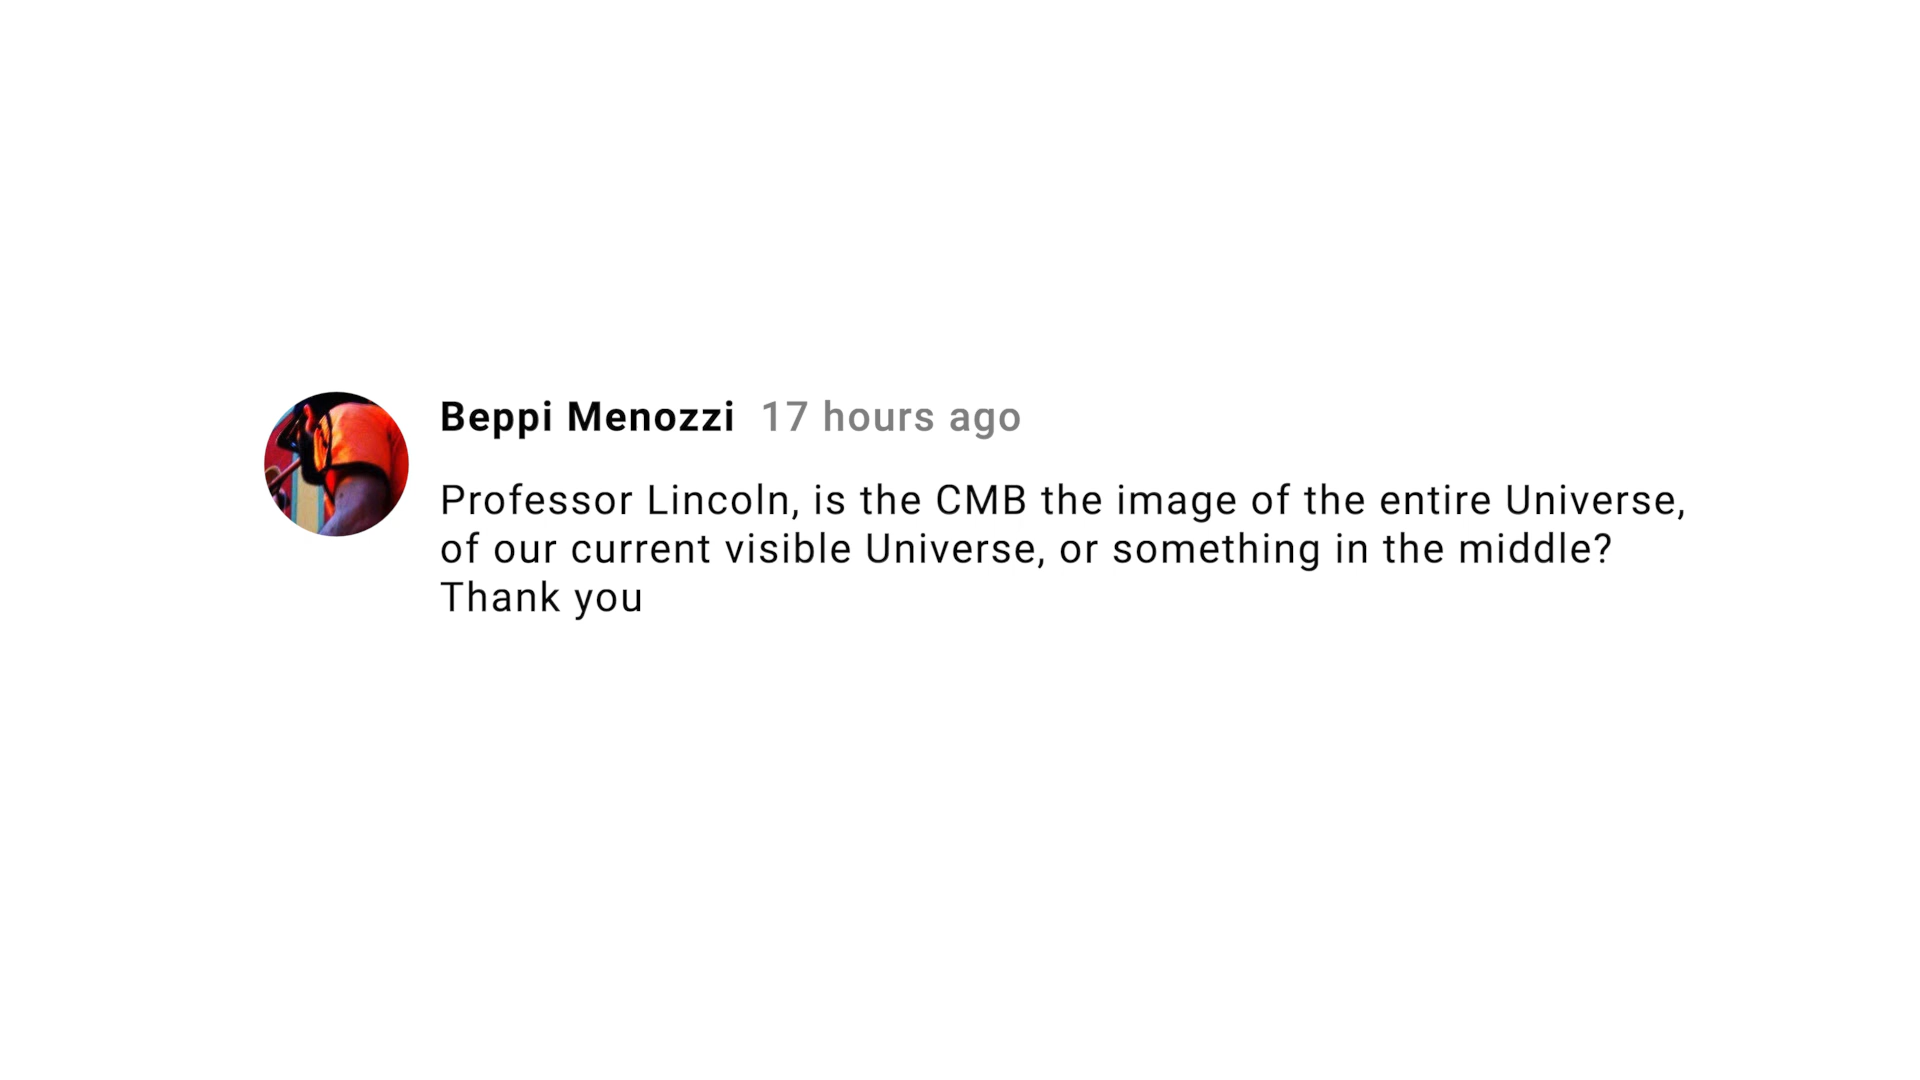 Beppi Menozzi 17 hours ago
Professor Lincoln, is the CMB the image of the entire Universe,
of our current visible Universe, or something in the middle?
Thank you